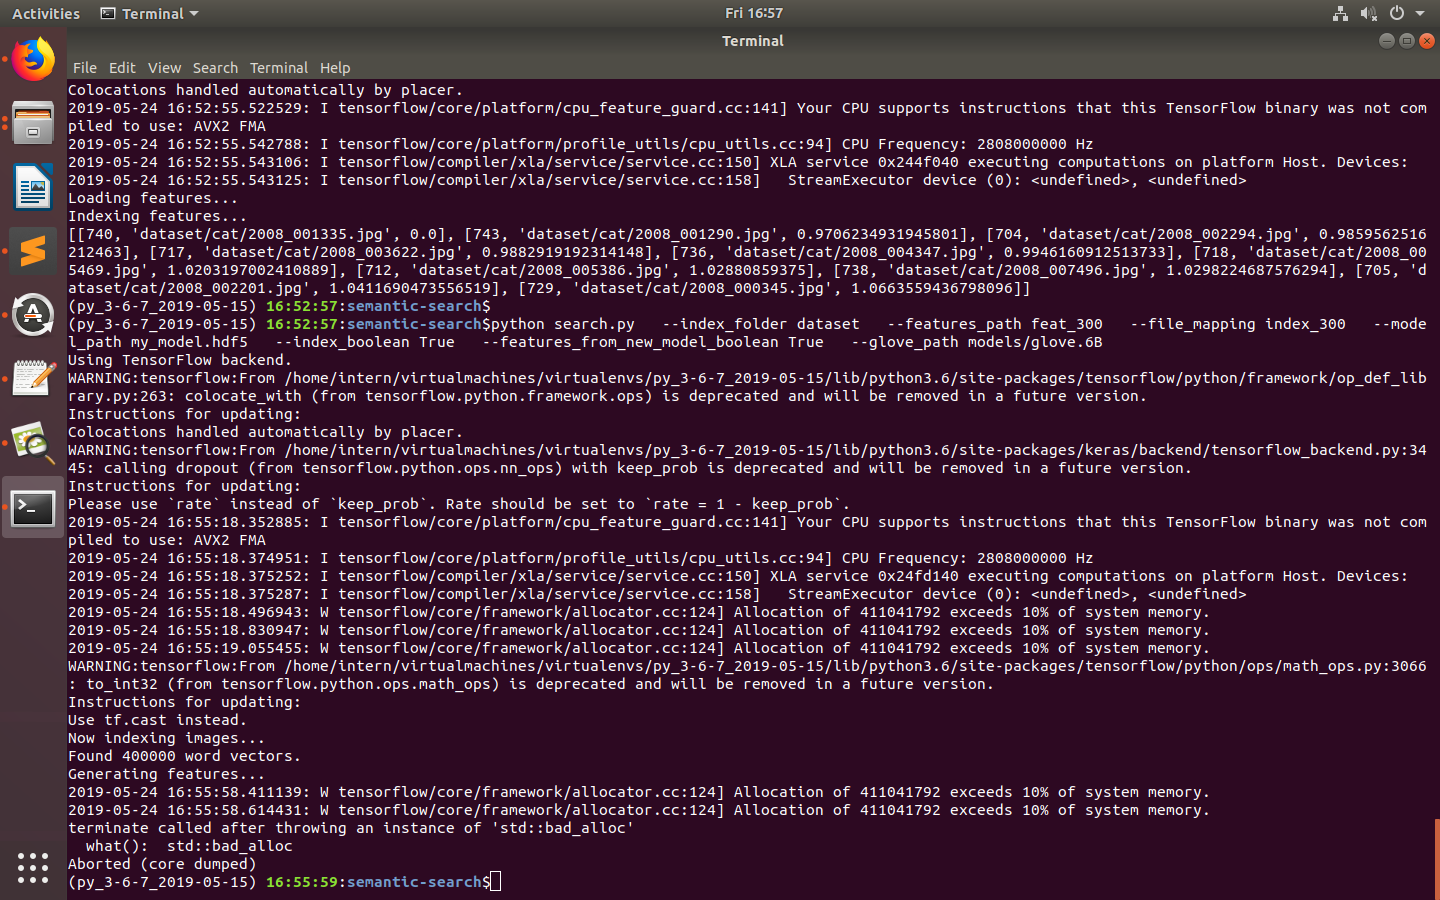 Activities Terminal Fri 16:57
Terminal
File Edit View Search Terminal Help
Colocations handled automatically by placer.
2019-05-24 16:52:55.522529: I tensorflow/core/platform/cpu_feature_guard.cc:141] Your CPU supports instructions that this TensorFlow binary was not com
piled to use: AVX2 FMA
2019-05-24 16:52:55.542788: I tensorflow/core/platform/profile_utils/cpu_utils.cc:94] CPU Frequency: 2808000000 Hz
2019-05-24 16:52:55.543106: I tensorflow/compiler/xla/service/service.cc:150] XLA service 0x244f040 executing computations on platform Host. Devices:
2019-05-24 16:52:55.543125: I tensorflow/compiler/xla/service/service.cc:158]   StreamExecutor device (0): <undefined>, <undefined>
Loading features...
Indexing features...
[[740, 'dataset/cat/2008_001335.jpg', 0.0], [743, 'dataset/cat/2008_001290.jpg', 0.9706234931945801], [704, 'dataset/cat/2008_002294.jpg', 0.9859562516
212463], [717, 'dataset/cat/2008_003622.jpg', 0.9882919192314148], [736, 'dataset/cat/2008_004347.jpg', 0.9946160912513733], [718, 'dataset/cat/2008_00
5469.jpg', 1.0203197002410889], [712, 'dataset/cat/2008_005386.jpg', 1.02880859375], [738, 'dataset/cat/2008_007496.jpg', 1.0298224687576294], [705, 'd
ataset/cat/2008_002201.jpg', 1.0411690473556519], [729, 'dataset/cat/2008_000345.jpg', 1.0663559436798096]]
(py_3-6-7_2019-05-15) 16:52:57:semantic-search$
(py_3-6-7_2019-05-15) 16:52:57:semantic-search$python search.py   --index_folder dataset   --features_path feat_300   --file_mapping index_300   --mode
l_path my_model.hdf5   --index_boolean True   --features_from_new_model_boolean True   --glove_path models/glove.6B
Using TensorFlow backend.
WARNING:tensorflow:From /home/intern/virtualmachines/virtualenvs/py_3-6-7_2019-05-15/lib/python3.6/site-packages/tensorflow/python/framework/op_def_lib
rary.py:263: colocate_with (from tensorflow.python.framework.ops) is deprecated and will be removed in a future version.
Instructions for updating:
Colocations handled automatically by placer.
WARNING:tensorflow:From /home/intern/virtualmachines/virtualenvs/py_3-6-7_2019-05-15/lib/python3.6/site-packages/keras/backend/tensorflow_backend.py:34
45: calling dropout (from tensorflow.python.ops.nn_ops) with keep_prob is deprecated and will be removed in a future version.
Instructions for updating:
Please use `rate` instead of `keep_prob`. Rate should be set to `rate = 1 - keep_prob`.
2019-05-24 16:55:18.352885: I tensorflow/core/platform/cpu_feature_guard.cc:141] Your CPU supports instructions that this TensorFlow binary was not com
piled to use: AVX2 FMA
2019-05-24 16:55:18.374951: I tensorflow/core/platform/profile_utils/cpu_utils.cc:94] CPU Frequency: 2808000000 Hz
2019-05-24 16:55:18.375252: I tensorflow/compiler/xla/service/service.cc:150] XLA service 0x24fd140 executing computations on platform Host. Devices:
2019-05-24 16:55:18.375287: I tensorflow/compiler/xla/service/service.cc:158]   StreamExecutor device (0): <undefined>, <undefined>
2019-05-24 16:55:18.496943: W tensorflow/core/framework/allocator.cc:124] Allocation of 411041792 exceeds 10% of system memory.
2019-05-24 16:55:18.830947: W tensorflow/core/framework/allocator.cc:124] Allocation of 411041792 exceeds 10% of system memory.
2019-05-24 16:55:19.055455: W tensorflow/core/framework/allocator.cc:124] Allocation of 411041792 exceeds 10% of system memory.
WARNING:tensorflow:From /home/intern/virtualmachines/virtualenvs/py_3-6-7_2019-05-15/lib/python3.6/site-packages/tensorflow/python/ops/math_ops.py:3066
: to_int32 (from tensorflow.python.ops.math_ops) is deprecated and will be removed in a future version.
Instructions for updating:
Use tf.cast instead.
Now indexing images...
Found 400000 word vectors.
Generating features...
2019-05-24 16:55:58.411139: W tensorflow/core/framework/allocator.cc:124] Allocation of 411041792 exceeds 10% of system memory.
2019-05-24 16:55:58.614431: W tensorflow/core/framework/allocator.cc:124] Allocation of 411041792 exceeds 10% of system memory.
terminate called after throwing an instance of 'std::bad_alloc'
  what():  std::bad_alloc
Aborted (core dumped)
(py_3-6-7_2019-05-15) 16:55:59:semantic-search$